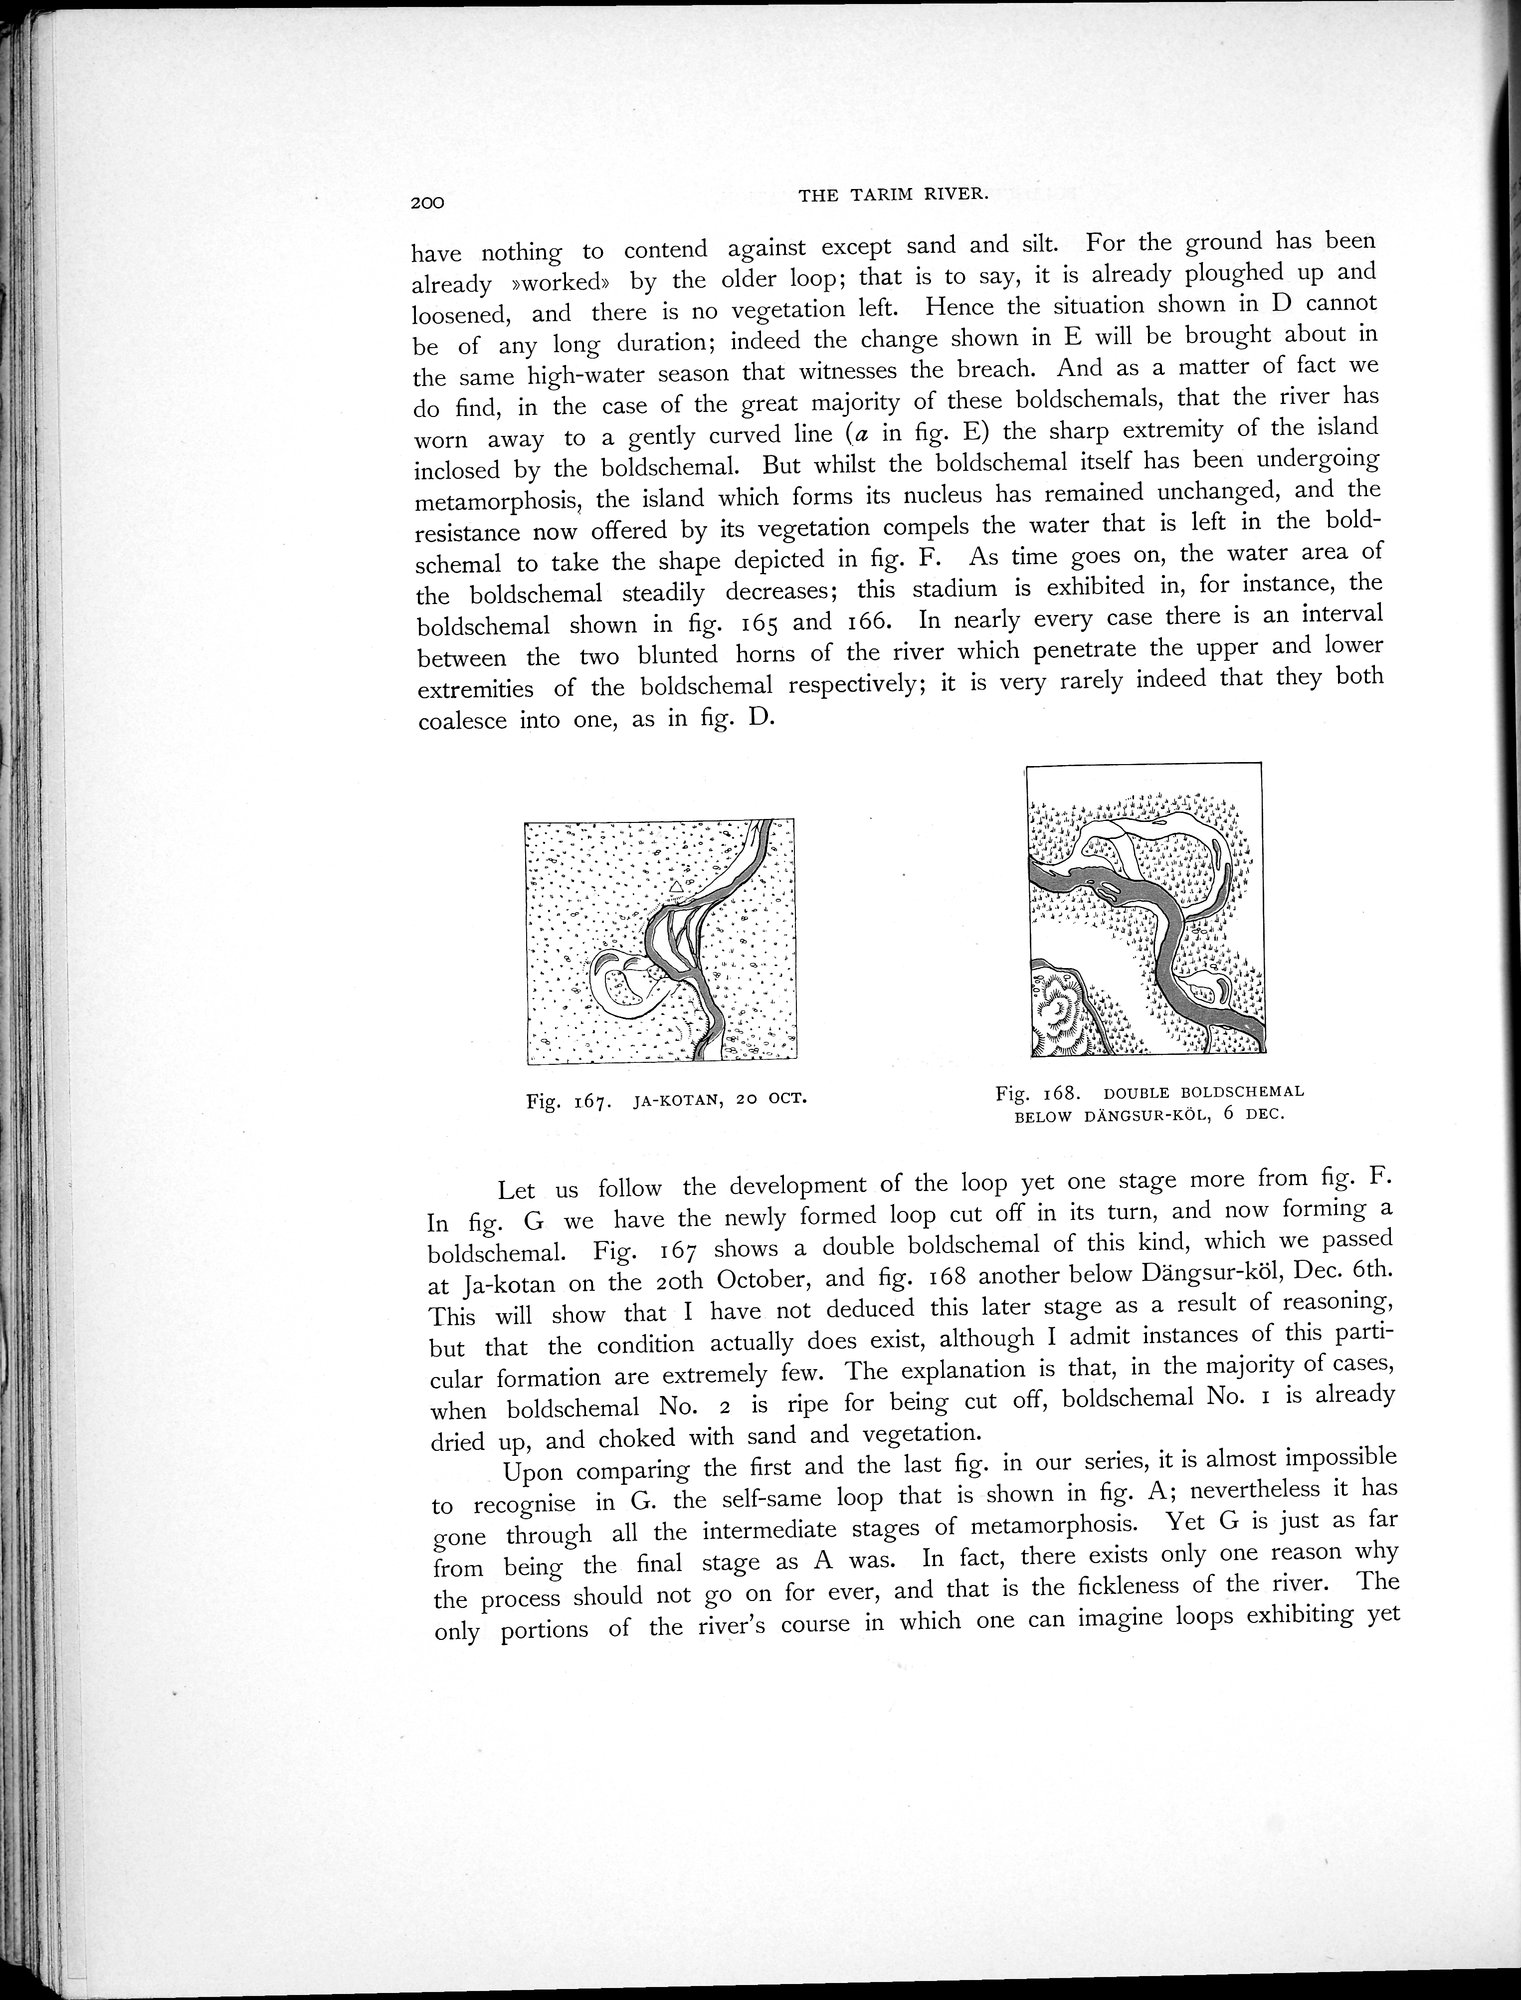 200
THE TARIM RIVER.
have nothing to contend against except sand and silt. For the ground has been
already »worked» by the older loop; that is to say, it is already ploughed up and
loosened, and there is no vegetation left. Hence the situation shown in D cannot
be of any long duration; indeed the change shown in E will be brought about in
the same high-water season that witnesses the breach. And as a matter of fact we
do find, in the case of the great majority of these boldschemals, that the river has
worn away to a gently curved line (a in fig. E) the sharp extremity of the island
inclosed by the boldschemal. But whilst the boldschemal itself has been undergoing
metamorphosis, the island which forms its nucleus has remained unchanged, and the
resistance now offered by its vegetation compels the water that is left in the bold-
schemal to take the shape depicted in fig. F. As time goes on, the water area of
the boldschemal steadily decreases; this stadium is exhibited in, for instance, the
boldschemal shown in fig. 165 and 166. In nearly every case there is an interval
between the two blunted horns of the river which penetrate the upper and lower
extremities of the boldschemal respectively; it is very rarely indeed that they both
coalesce into one, as in fig. D.
Fig. 167. JA-KOTAN, 20 OCT.
Fig. 168. DOUBLE BOLDSCHEMAL
BELOW DÄNGSUR-KÖL, 6 DEC.
Let us follow the development of the loop yet one stage more from fig. F.
In fig. G we have the newly formed loop cut off in its turn, and now forming a
boldschemal. Fig. 167 shows a double boldschemal of this kind, which we passed
at Ja-kotan on the 20th October, and fig. 168 another below Dängsur-köl, Dec. 6th.
This will show that I have not deduced this later stage as a result of reasoning,
but that the condition actually does exist, although I admit instances of this parti-
cular formation are extremely few. The explanation is that, in the majority of cases,
when boldschemal No. 2 is ripe for being cut off, boldschemal No. 1 is already
dried up, and choked with sand and vegetation.
Upon comparing the first and the last fig. in our series, it is almost impossible
to recognise in G. the self-same loop that is shown in fig. A; nevertheless it has
gone through all the intermediate stages of metamorphosis. Yet G is just as far
from being the final stage as A was. In fact, there exists only one reason why
the process should not go on for ever, and that is the fickleness of the river. The
only portions of the river's course in which one can imagine loops exhibiting yet